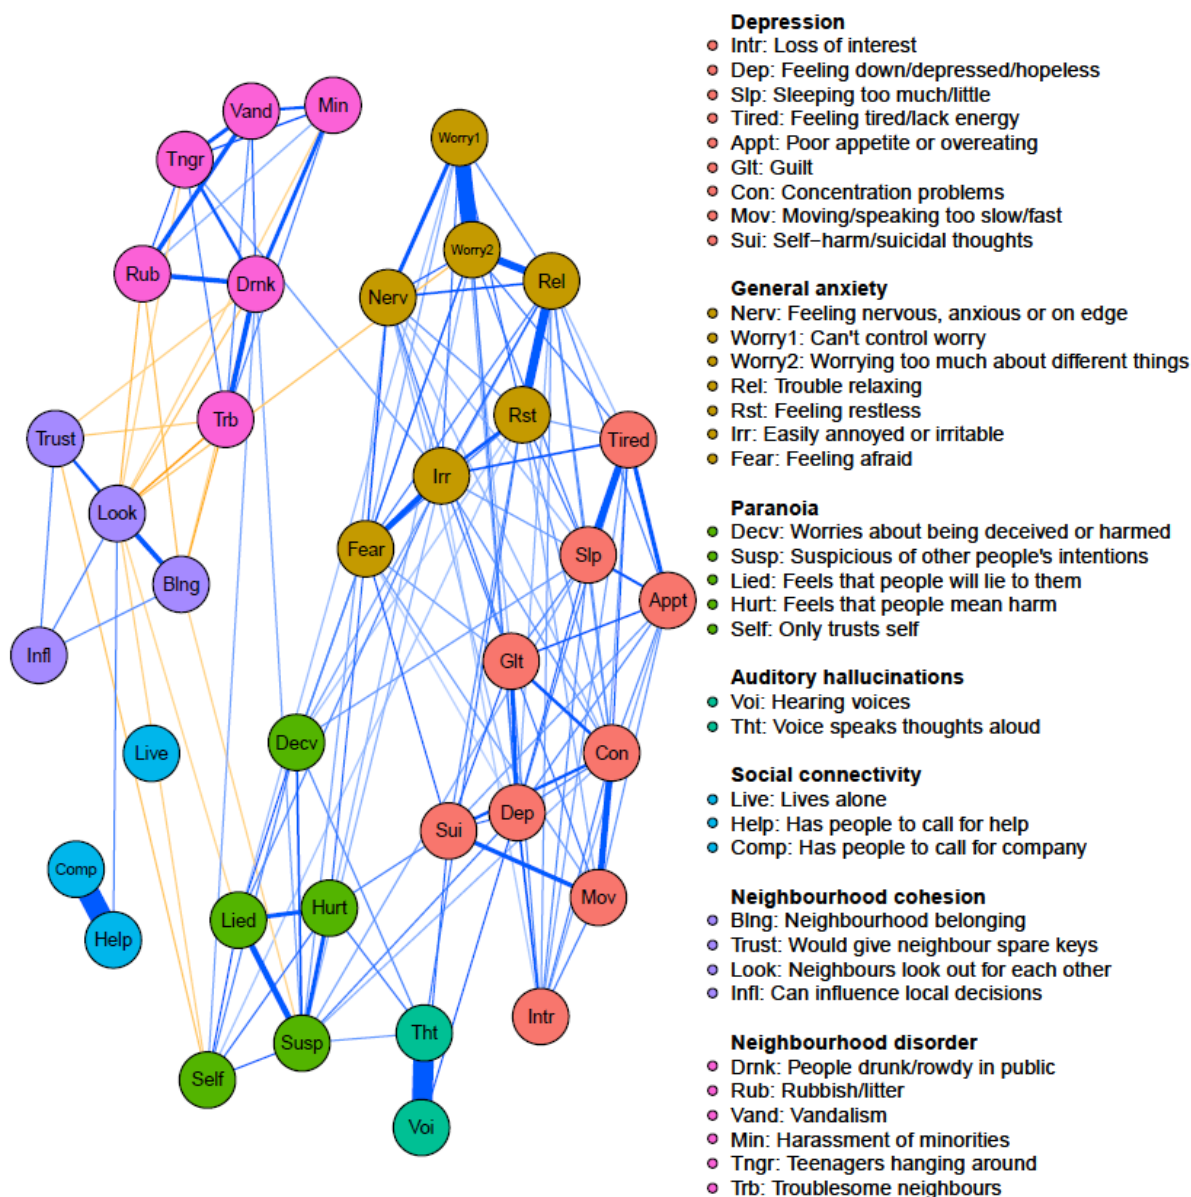 Vand
Min
Tngr
Worry1
Worry2
Rub
Drnk
Nerv
Rel
Trust
Trb
Rst
Tired
Look
Irr
Fear
Slp
Blng
Appt
Infl
Glt
Live
Decv
Con
Comp
Sui
Dep
Help
Lied
Hurt
Mov
Susp
Tht
Intr
Self
Voi
Depression
Intr: Loss of interest
Dep: Feeling down/depressed/hopeless
Slp: Sleeping too much/little
Tired: Feeling tired/lack energy
Appt: Poor appetite or overeating
Glt: Guilt
Con: Concentration problems
Mov: Moving/speaking too slow/fast
Sui: Self−harm/suicidal thoughts
General anxiety
Nerv: Feeling nervous, anxious or on edge
Worry1: Can't control worry
Worry2: Worrying too much about different things
Rel: Trouble relaxing
Rst: Feeling restless
Irr: Easily annoyed or irritable
Fear: Feeling afraid
Paranoia
Decv: Worries about being deceived or harmed
Susp: Suspicious of other people's intentions
Lied: Feels that people will lie to them
Hurt: Feels that people mean harm
Self: Only trusts self
Auditory hallucinations
Voi: Hearing voices
Tht: Voice speaks thoughts aloud
Social connectivity
Live: Lives alone
Help: Has people to call for help
Comp: Has people to call for company
Neighbourhood cohesion
Blng: Neighbourhood belonging
Trust: Would give neighbour spare keys
Look: Neighbours look out for each other
Infl: Can influence local decisions
Neighbourhood disorder
Drnk: People drunk/rowdy in public
Rub: Rubbish/litter
Vand: Vandalism
Min: Harassment of minorities
Tngr: Teenagers hanging around
Trb: Troublesome neighbours